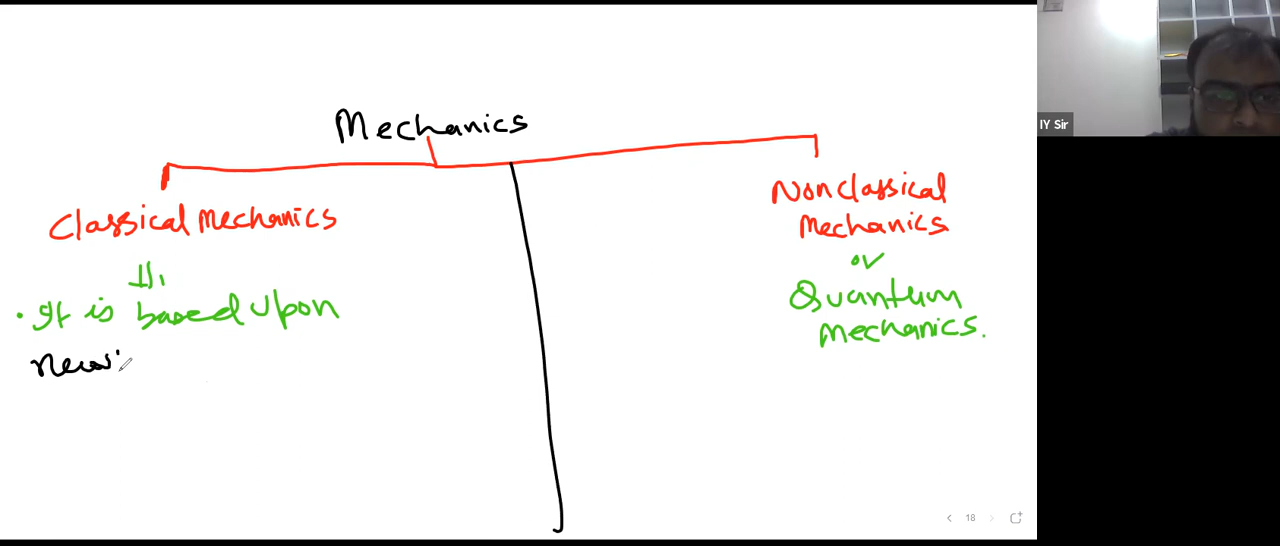 Mechanics
IY Sir
Classical Mechanics
Nonclassical
Mechanics
or
Quantum
mechanics.
• It is based upon
18